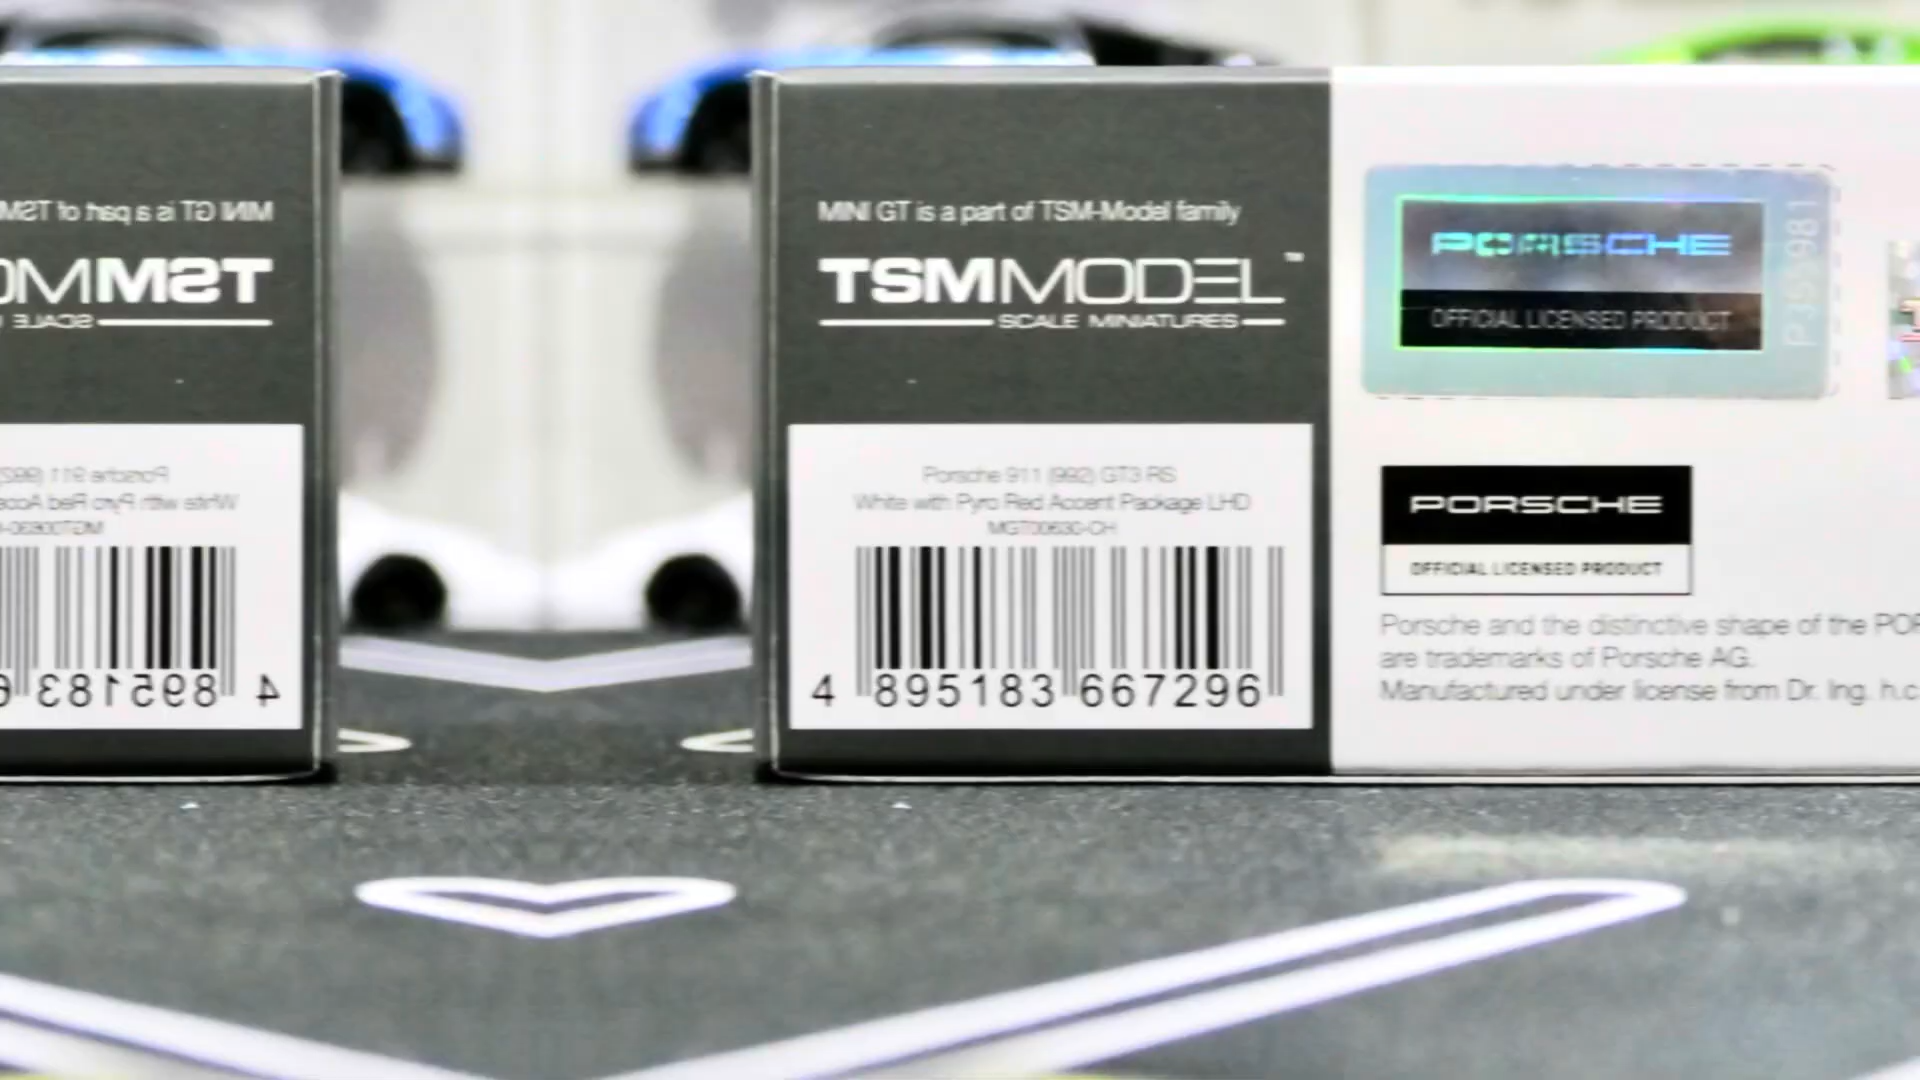 MINI GT is a part of TSM-Model family
TSMMODEL™
SCALE MINIATURES
Porsche 911 (992) GT3 RS
White with Pyro Red Accent Package LHD
MGT00630-CH
4 895183 667296
PORSCHE
OFFICIAL LICENSED PRODUCT
PJ55981
PORSCHE
OFFICIAL LICENSED PRODUCT
Porsche and the distinctive shape of the POR
are trademarks of Porsche AG.
Manufactured under license from Dr. Ing. h.c